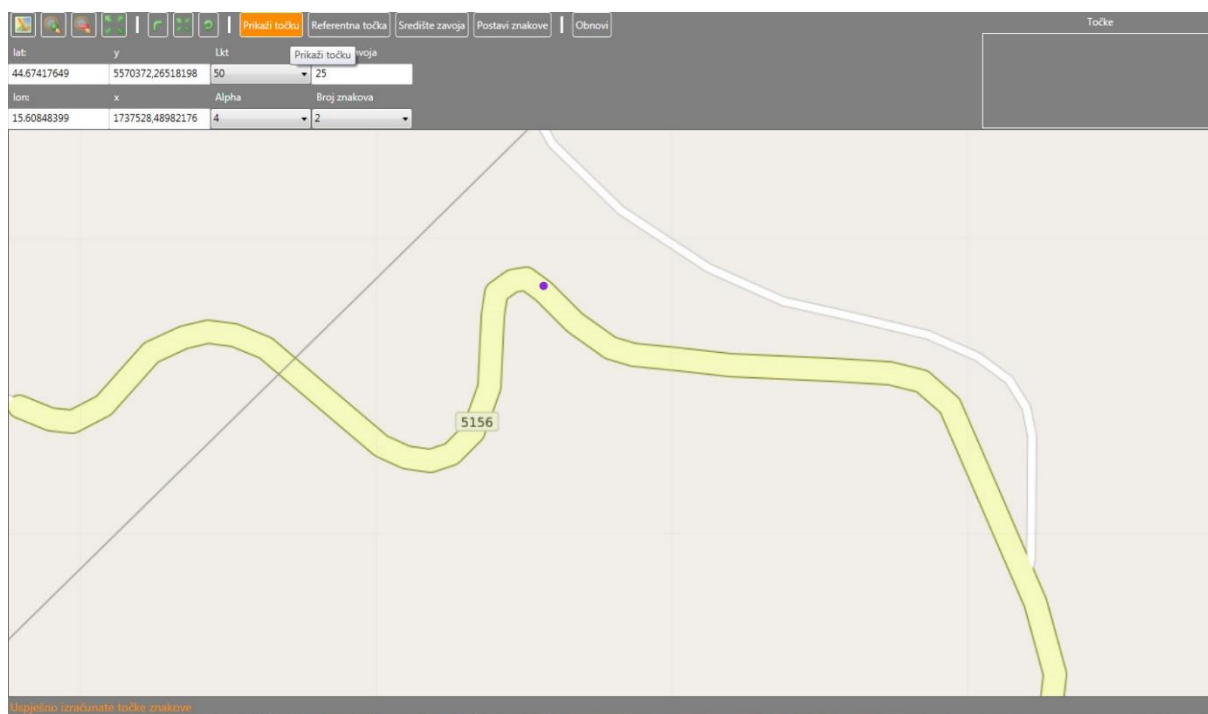 Prikaži točku Referentna točka Središte zavoja Postavi znakove Obnovi Točke
lat: y Lkt Prikaži točku voja
44.67417649 5570372,26518198 50 25
lon: x Alpha Broj znakova
15.60848399 1737528,48982176 4 2
5156
Uspješno izračunate točke znakove